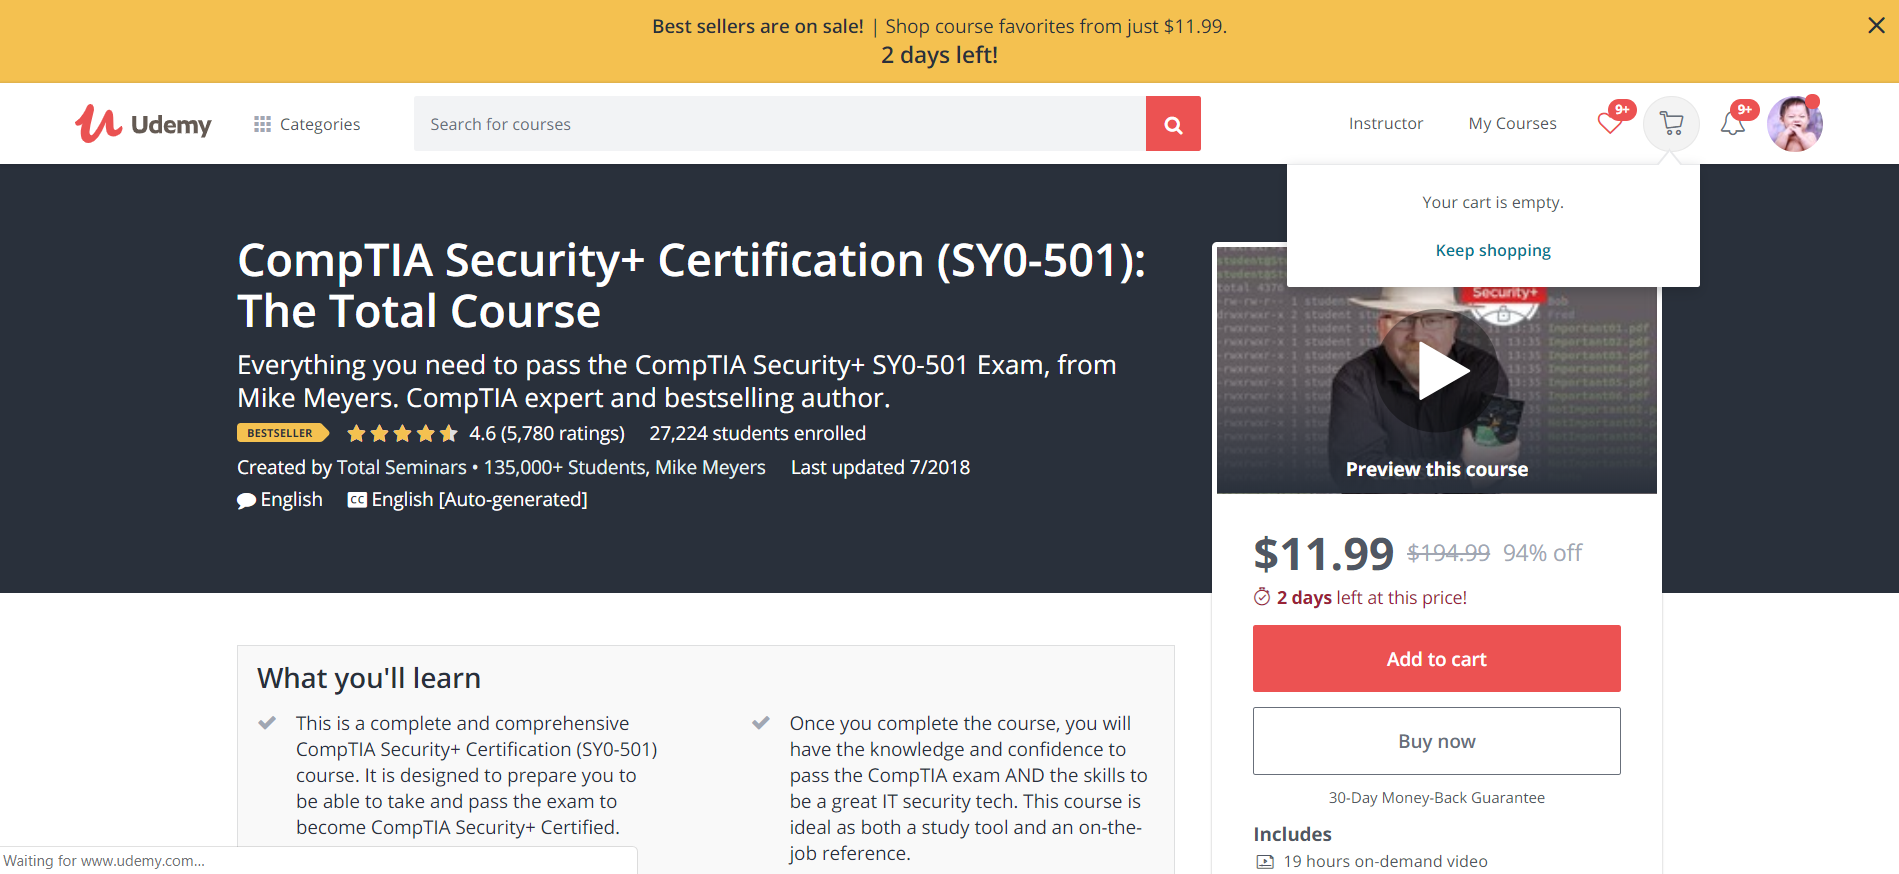 Best sellers are on sale! | Shop course favorites from just $11.99.
2 days left!
Udemy
Categories
Search for courses
Instructor
My Courses
9+
9+
Your cart is empty.
Keep shopping
CompTIA Security+ Certification (SY0-501):
The Total Course
Everything you need to pass the CompTIA Security+ SY0-501 Exam, from
Mike Meyers. CompTIA expert and bestselling author.
BESTSELLER 4.6 (5,780 ratings) 27,224 students enrolled
Created by Total Seminars • 135,000+ Students, Mike Meyers Last updated 7/2018
English CC English [Auto-generated]
total 4376
Security+
Preview this course
$11.99 $194.99 94% off
2 days left at this price!
Add to cart
Buy now
30-Day Money-Back Guarantee
Includes
19 hours on-demand video
What you'll learn
This is a complete and comprehensive
CompTIA Security+ Certification (SY0-501)
course. It is designed to prepare you to
be able to take and pass the exam to
become CompTIA Security+ Certified.
Once you complete the course, you will
have the knowledge and confidence to
pass the CompTIA exam AND the skills to
be a great IT security tech. This course is
ideal as both a study tool and an on-the-
job reference.
Waiting for www.udemy.com...